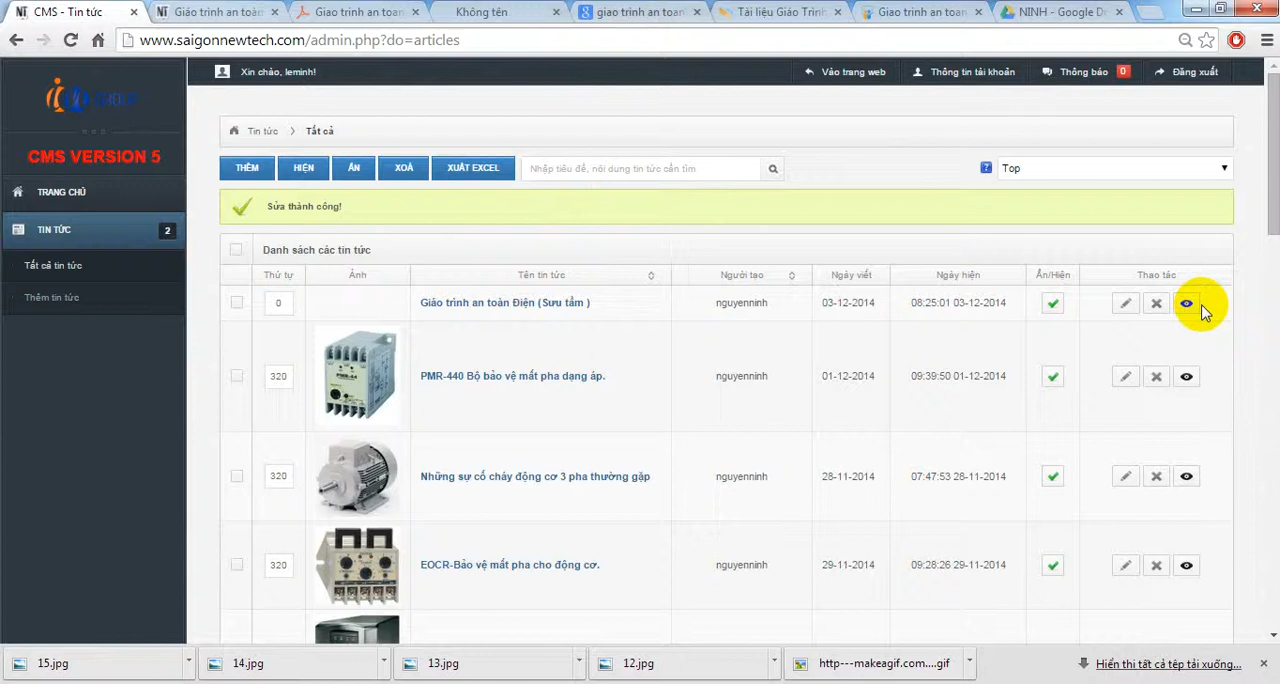 CMS - Tin tức
Giáo trình an toàn
Giao trinh an toan
Không tên
giao trình an toan
Tài liệu Giáo Trình
Giao trình an toan
NINH - Google Dr
www.saigonnewtech.com/admin.php?do=articles
GROUP
Xin chào, leminh!
Vào trang web
Thông tin tài khoản
Thông báo
0
Đăng xuất
CMS VERSION 5
TRANG CHỦ
TIN TỨC
2
Tất cả tin tức
Thêm tin tức
Tin tức
Tất cả
THÊM
HIỆN
ẨN
XOÁ
XUẤT EXCEL
Nhập tiêu đề, nội dung tin tức cần tìm
?
Top
Sửa thành công!
Danh sách các tin tức
Thứ tự
Ảnh
Tên tin tức
Người tạo
Ngày viết
Ngày hiện
Ẩn/Hiện
Thao tác
0
Giáo trình an toàn Điện (Sưu tầm )
nguyenninh
03-12-2014
08:25:01 03-12-2014
320
PMR-44
PMR-440 Bộ bảo vệ mất pha dạng áp.
nguyenninh
01-12-2014
09:39:50 01-12-2014
320
Những sự cố cháy động cơ 3 pha thường gặp
nguyenninh
28-11-2014
07:47:53 28-11-2014
320
EOCR-Bảo vệ mất pha cho động cơ.
nguyenninh
29-11-2014
09:28:26 29-11-2014
15.jpg
14.jpg
13.jpg
12.jpg
http---makeagif.com....gif
Hiển thị tất cả tệp tải xuống...